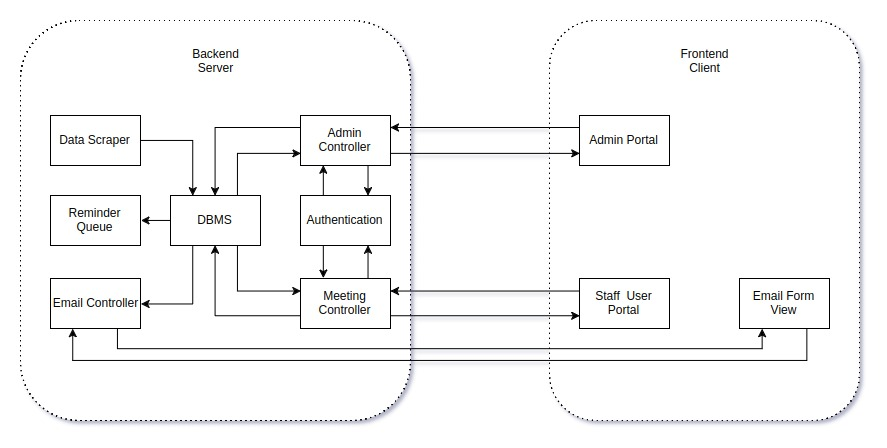 Backend
Server
Frontend
Client
Data Scraper
Admin
Controller
Admin Portal
Reminder
Queue
DBMS
Authentication
Email Controller
Meeting
Controller
Staff User
Portal
Email Form
View